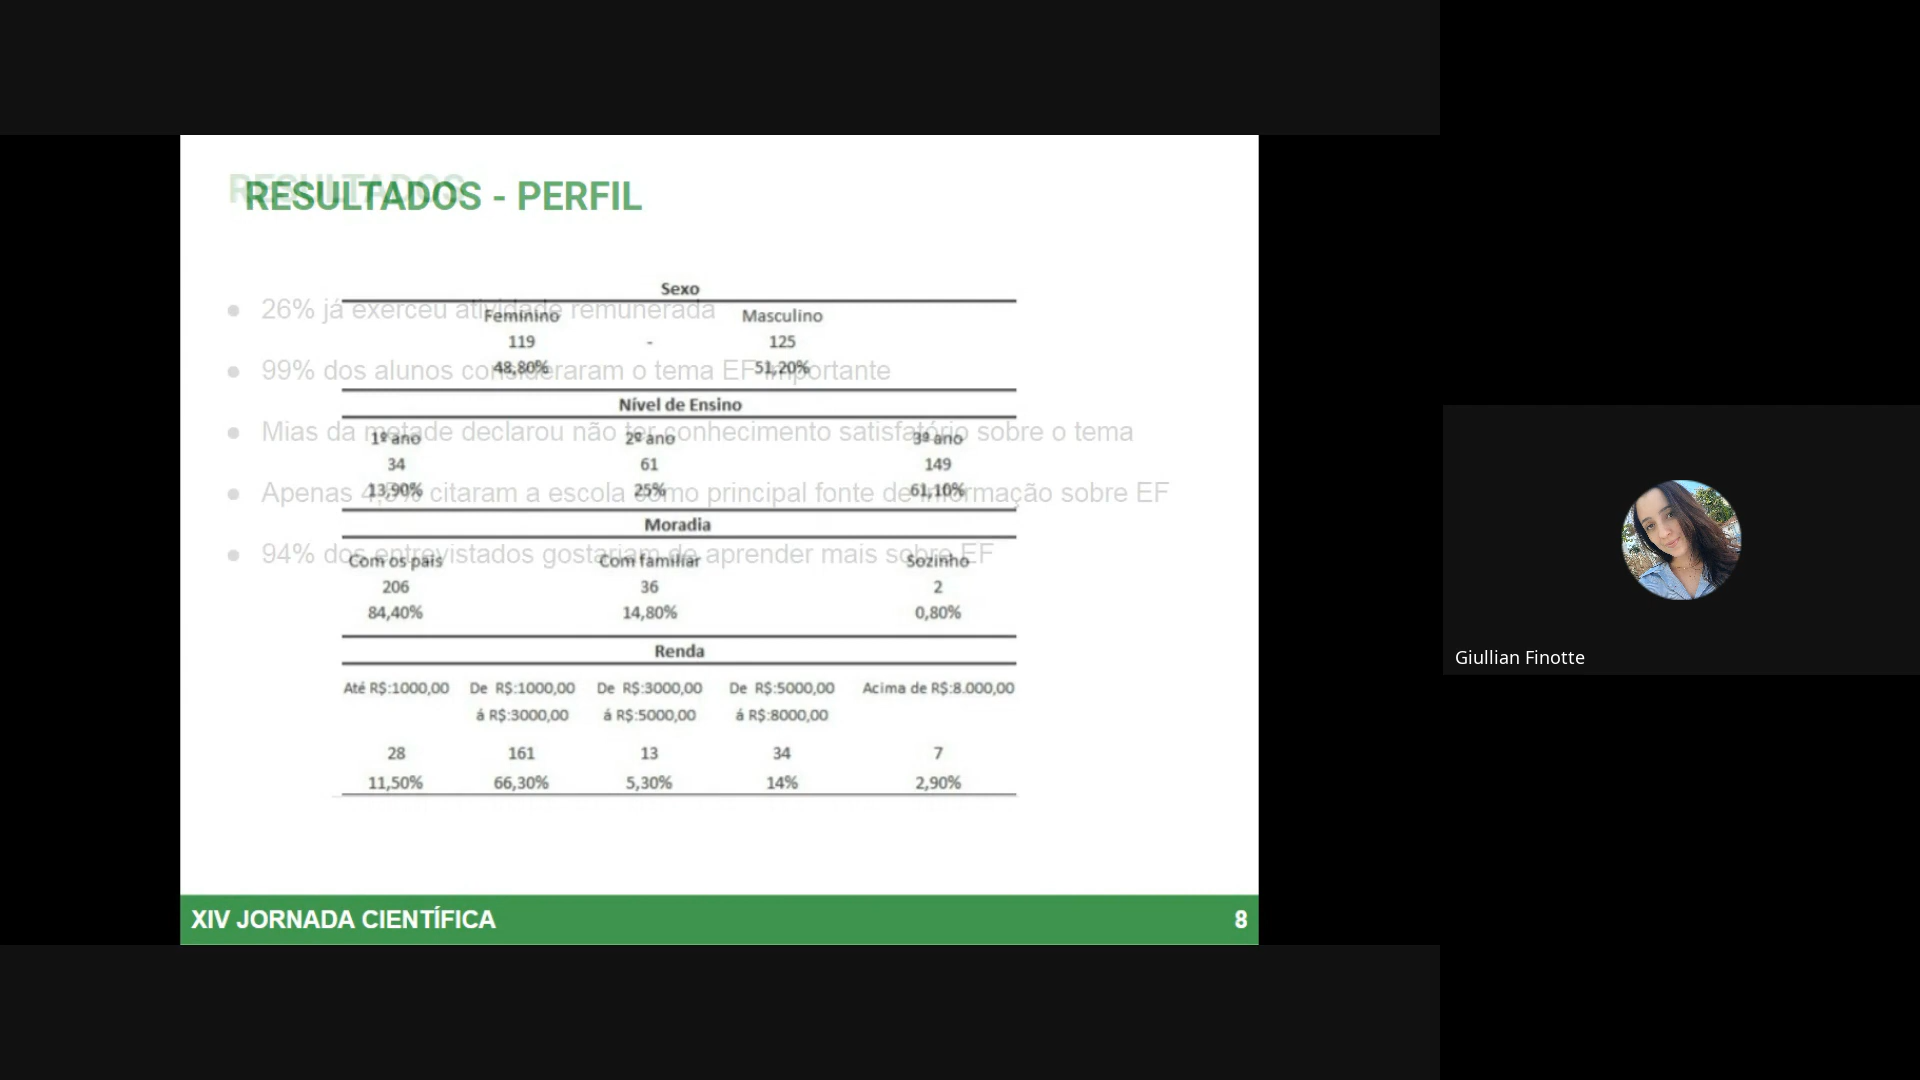 RESULTADOS
RESULTADOS - PERFIL
26% já exerceu atividade remunerada
99% dos alunos consideraram o tema EF importante
Mias da metade declarou não ter conhecimento satisfatório sobre o tema
Apenas 4,5% citaram a escola como principal fonte de informação sobre EF
94% dos entrevistados gostariam de aprender mais sobre EF
Sexo
Feminino Masculino
119 - 125
48,80% 51,20%
Nível de Ensino
1º ano 2º ano 3º ano
34 61 149
13,90% 25% 61,10%
Moradia
Com os pais Com familiar Sozinho
206 36 2
84,40% 14,80% 0,80%
Renda
Até R$:1000,00 De R$:1000,00 De R$:3000,00 De R$:5000,00 Acima de R$:8.000,00
á R$:3000,00 á R$:5000,00 á R$:8000,00
28 161 13 34 7
11,50% 66,30% 5,30% 14% 2,90%
XIV JORNADA CIENTÍFICA 8
Giullian Finotte